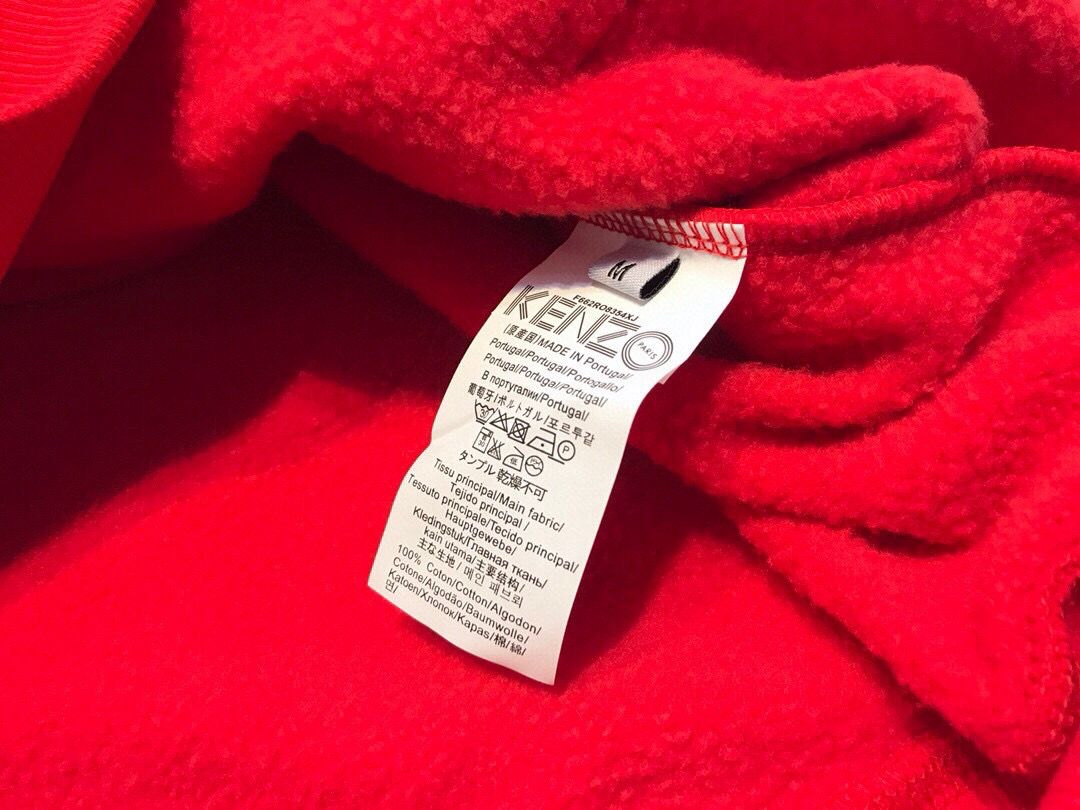 M
F662RO8354XJ
KENZO
PARIS
(原産国)MADE IN Portugal/
Portugal/Portugal/Portogallo/
Portugal/Portugal/Portugal/
В португалии/Portugal/
葡萄牙/ポルトガル/포르투갈
30 P
30 低
タンブル 乾燥不可
Tissu principal/Main fabric/
Tejido principal /
Tessuto principale/Tecido principal/
Hauptgewebe/
Kledingstuk/Главная ткань/
kain utama/主要结构/
主な生地/ 메인 패브릭
100% Coton/Cotton/Algodon/
Cotone/Algodão/Baumwolle/
Katoen/Хлопок/Kapas/棉/綿/
면/